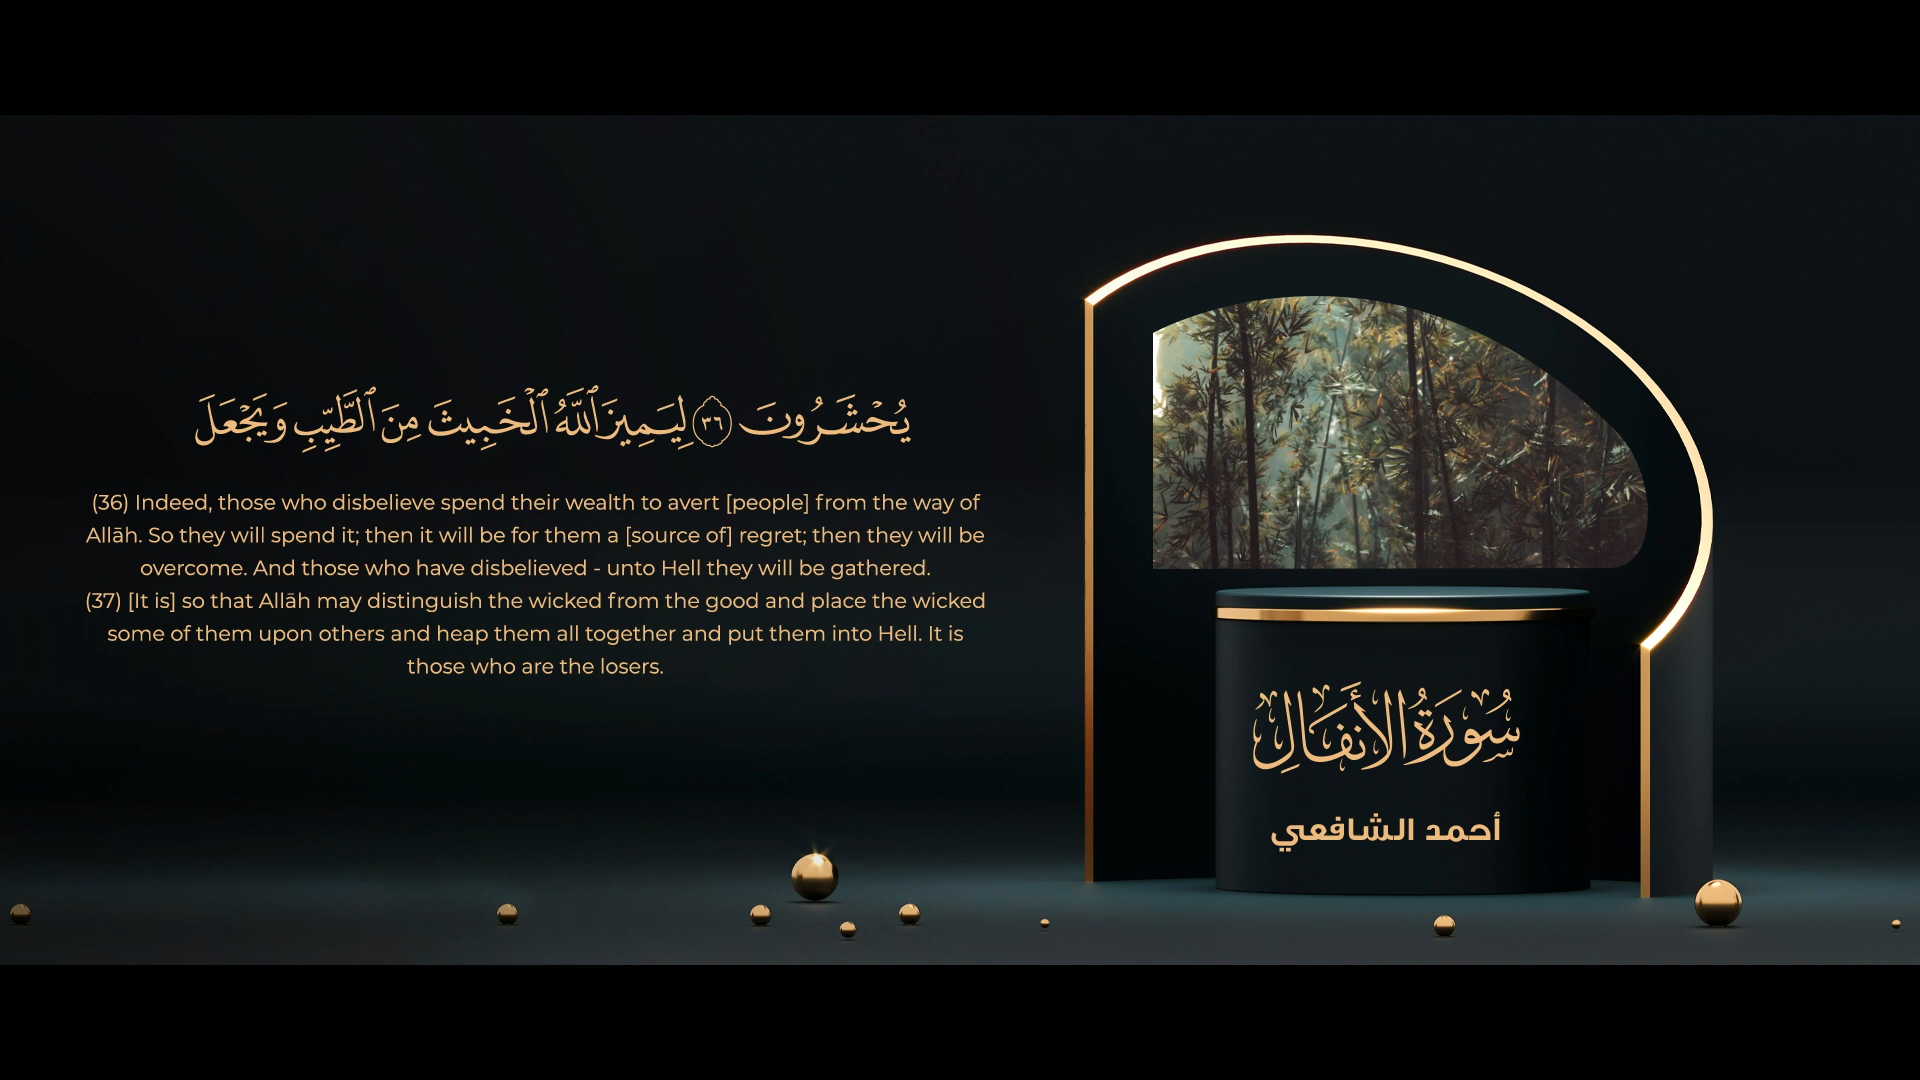 يُحْشَرُونَ ٣٦ لِيَمِيزَ ٱللَّهُ ٱلْخَبِيثَ مِنَ ٱلطَّيِّبِ وَيَجْعَلَ
(36) Indeed, those who disbelieve spend their wealth to avert [people] from the way of
Allāh. So they will spend it; then it will be for them a [source of] regret; then they will be
overcome. And those who have disbelieved - unto Hell they will be gathered.
(37) [It is] so that Allāh may distinguish the wicked from the good and place the wicked
some of them upon others and heap them all together and put them into Hell. It is
those who are the losers.
سُورَةُ الأَنفَالِ
أحمد الشافعي